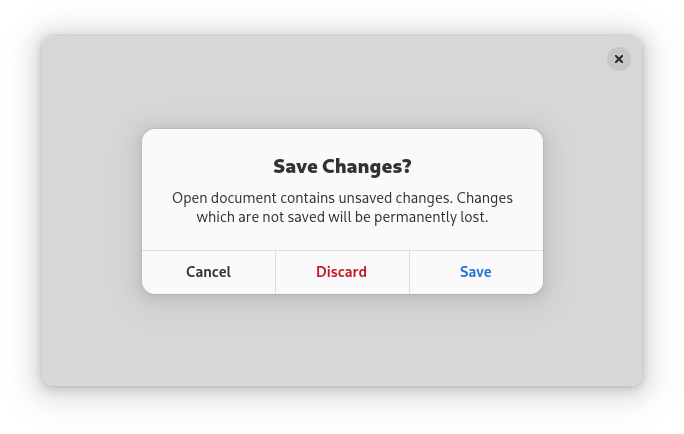 Save Changes?
Open document contains unsaved changes. Changes
which are not saved will be permanently lost.
Cancel
Discard
Save